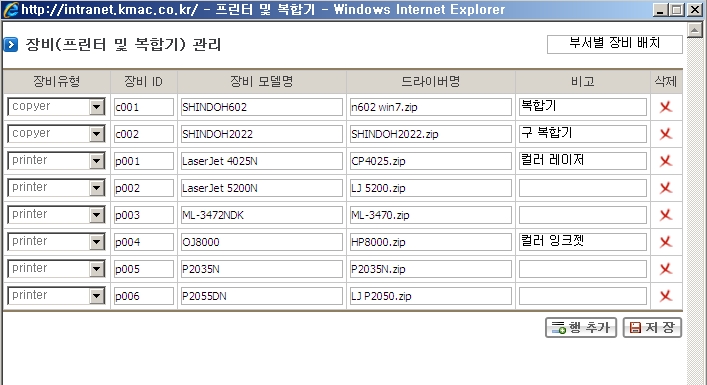 http://intranet.kmac.co.kr/ - 프린터 및 복합기 - Windows Internet Explorer
장비(프린터 및 복합기) 관리
부서별 장비 배치
장비유형 장비 ID 장비 모델명 드라이버명 비고 삭제
copyer c001 SHINDOH602 n602 win7.zip 복합기
copyer c002 SHINDOH2022 SHINDOH2022.zip 구 복합기
printer p001 LaserJet 4025N CP4025.zip 컬러 레이저
printer p002 LaserJet 5200N LJ 5200.zip
printer p003 ML-3472NDK ML-3470.zip
printer p004 OJ8000 HP8000.zip 컬러 잉크젯
printer p005 P2035N P2035N.zip
printer p006 P2055DN LJ P2050.zip
행 추가 저 장